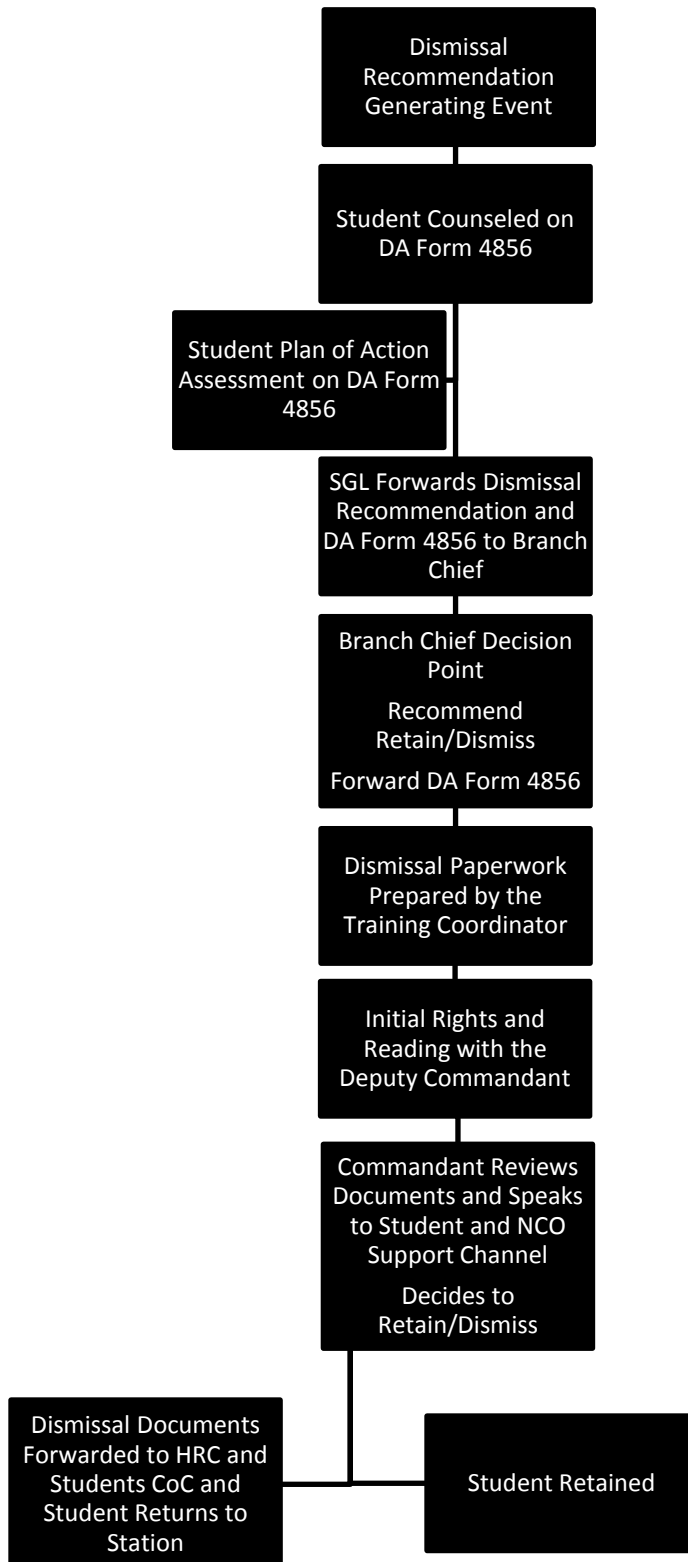 Dismissal
Recommendation
Generating Event
Student Counseled on
DA Form 4856
Student Plan of Action
Assessment on DA Form
4856
SGL Forwards Dismissal
Recommendation and
DA Form 4856 to Branch
Chief
Branch Chief Decision
Point
Recommend
Retain/Dismiss
Forward DA Form 4856
Dismissal Paperwork
Prepared by the
Training Coordinator
Initial Rights and
Reading with the
Deputy Commandant
Commandant Reviews
Documents and Speaks
to Student and NCO
Support Channel
Decides to
Retain/Dismiss
Dismissal Documents
Forwarded to HRC and
Students CoC and
Student Returns to
Station
Student Retained